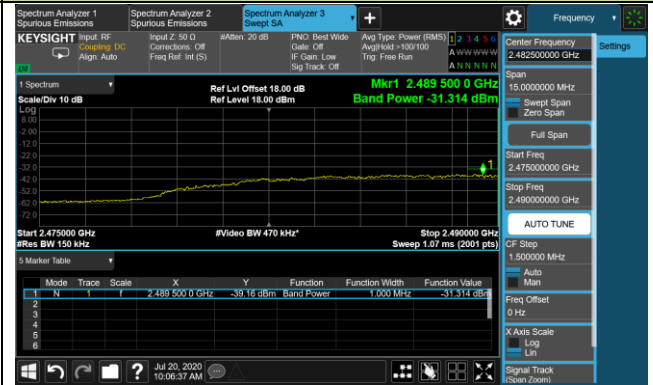 Spectrum Analyzer 1
Spurious Emissions
Spectrum Analyzer 2
Spurious Emissions
Spectrum Analyzer 3
Swept SA
+
Frequency
KEYSIGHT
Input: RF
Coupling: DC
Align: Auto
Input Z: 50 Ω
Corrections: Off
Freq Ref: Int (S)
#Atten: 20 dB
PNO: Best Wide
Gate: Off
IF Gain: Low
Sig Track: Off
Avg Type: Power (RMS)
Avg|Hold:>100/100
Trig: Free Run
1 2 3 4 5 6
A W W W W W
A N N N N N
1 Spectrum
Scale/Div 10 dB
Ref Lvl Offset 18.00 dB
Ref Level 18.00 dBm
Mkr1 2.489 500 0 GHz
Band Power -31.314 dBm
Log
8.00
-2.00
-12.0
-22.0
-32.0
-42.0
-52.0
-62.0
-72.0
1
Start 2.475000 GHz
#Video BW 470 kHz*
Stop 2.490000 GHz
#Res BW 150 kHz
Sweep 1.07 ms (2001 pts)
5 Marker Table
Mode Trace Scale X Y Function Function Width Function Value
1 N 1 f 2.489 500 0 GHz -39.16 dBm Band Power 1.000 MHz -31.314 dBm
2
3
4
5
6
Jul 20, 2020
10:06:37 AM
Center Frequency
2.482500000 GHz
Settings
Span
15.0000000 MHz
Swept Span
Zero Span
Full Span
Start Freq
2.475000000 GHz
Stop Freq
2.490000000 GHz
AUTO TUNE
CF Step
1.500000 MHz
Auto
Man
Freq Offset
0 Hz
X Axis Scale
Log
Lin
Signal Track
(Span Zoom)